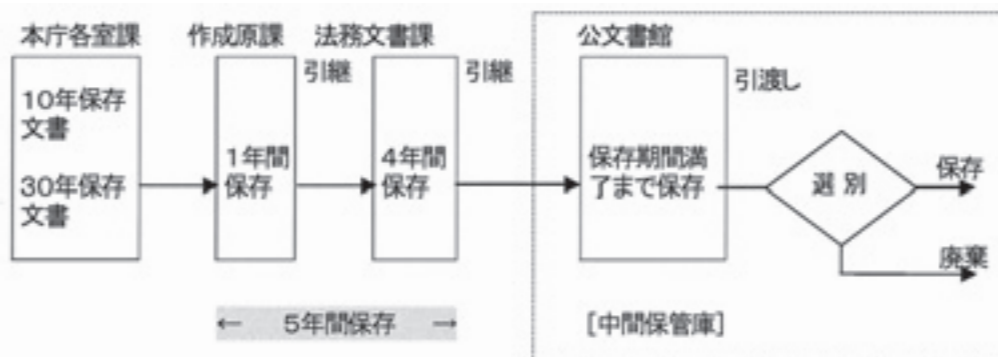 本庁各室課
作成原課
法務文書課
公文書館
引継
引継
引渡し
10年保存
文書
30年保存
文書
1年間
保存
4年間
保存
保存期間満
了まで保存
選別
保存
廃棄
← 5年間保存 →
[中間保管庫]